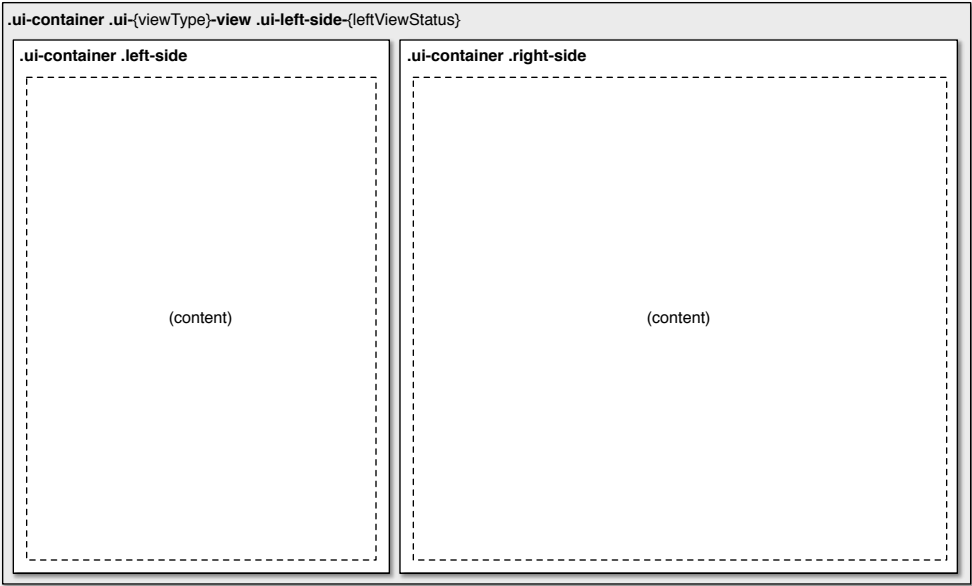 .ui-container .ui-{viewType}-view .ui-left-side-{leftViewStatus}
.ui-container .left-side
.ui-container .right-side
(content)
(content)